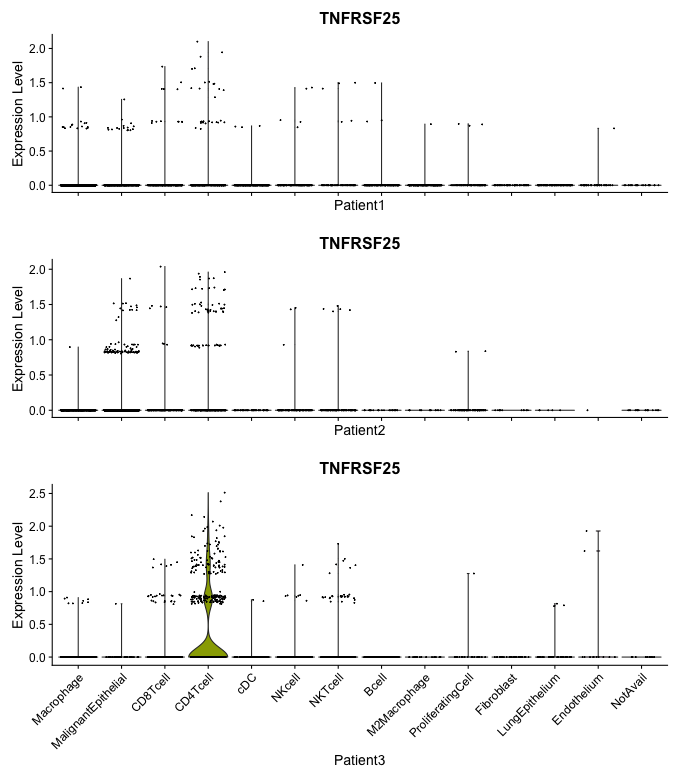 TNFRSF25
Expression Level
2.0
1.5
1.0
0.5
0.0
Patient1
TNFRSF25
Expression Level
2.0
1.5
1.0
0.5
0.0
Patient2
TNFRSF25
Expression Level
2.5
2.0
1.5
1.0
0.5
0.0
Macrophage
MalignantEpithelial
CD8Tcell
CD4Tcell
cDC
NKcell
NKTcell
Bcell
M2Macrophage
ProliferatingCell
Fibroblast
LungEpithelium
Endothelium
NotAvail
Patient3